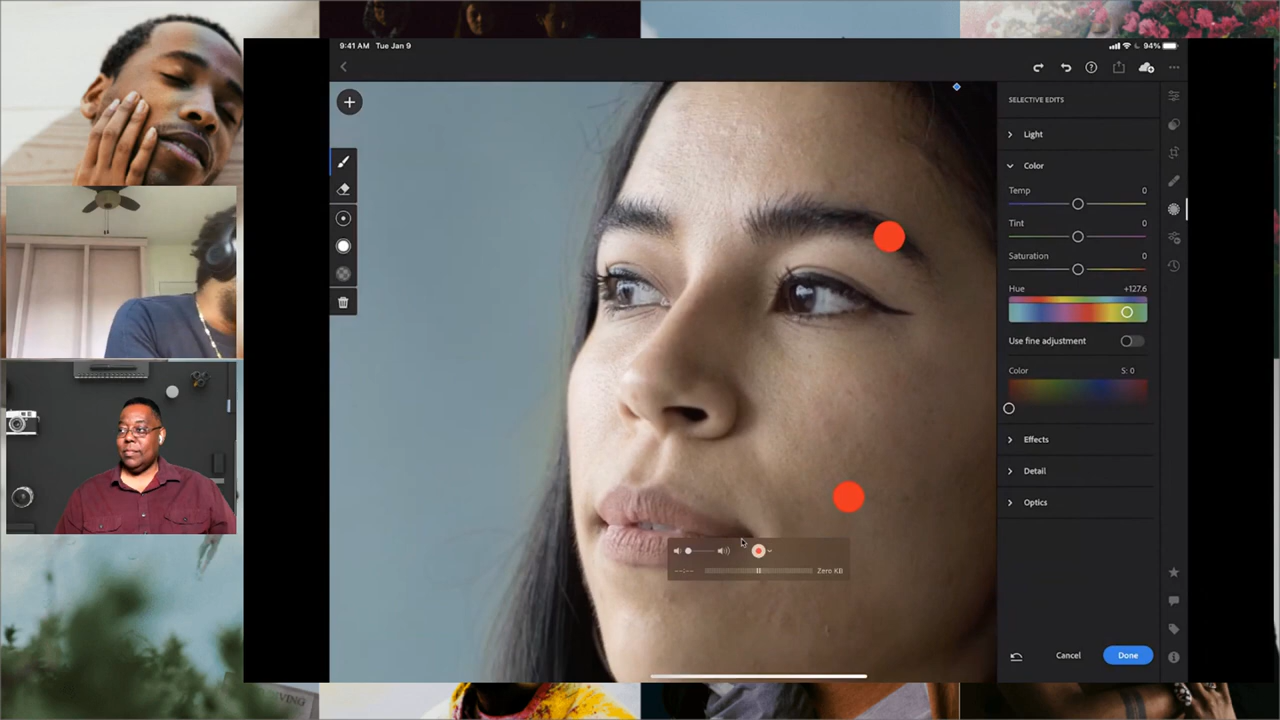 9:41 AM Tue Jan 9
94%
SELECTIVE EDITS
Light
Color
Temp 0
Tint 0
Saturation 0
Hue +127.6
Use fine adjustment
Color S: 0
Effects
Detail
Optics
--:-- Zero KB
Cancel Done
VING